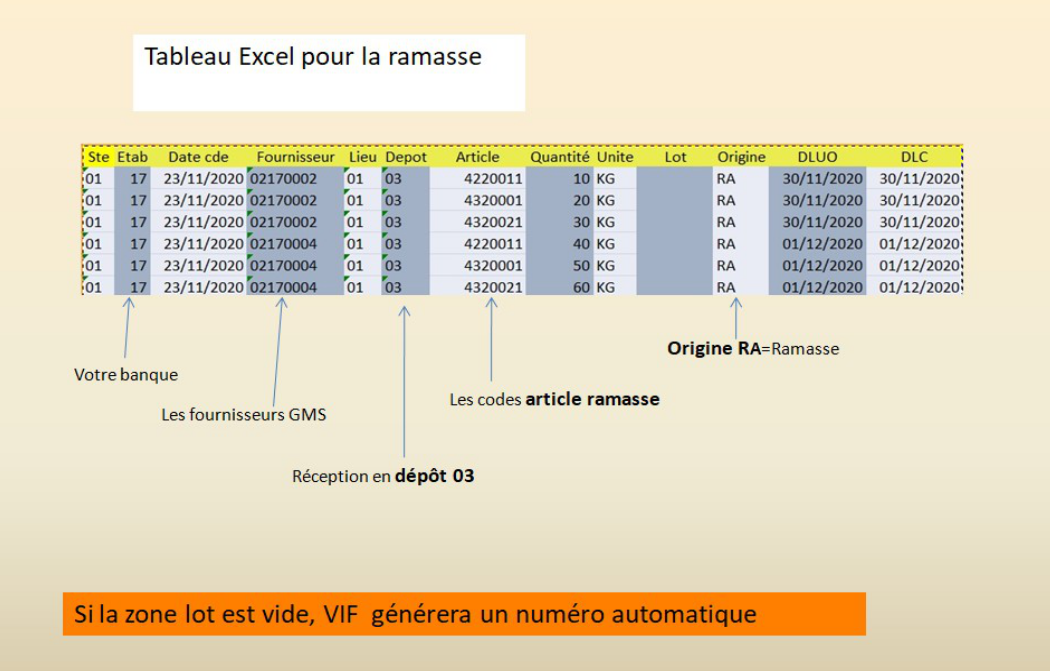 Tableau Excel pour la ramasse
Ste Etab Date cde Fournisseur Lieu Depot Article Quantité Unite Lot Origine DLUO DLC
01 17 23/11/2020 02170002 01 03 4220011 10 KG RA 30/11/2020 30/11/2020
01 17 23/11/2020 02170002 01 03 4320001 20 KG RA 30/11/2020 30/11/2020
01 17 23/11/2020 02170002 01 03 4320021 30 KG RA 30/11/2020 30/11/2020
01 17 23/11/2020 02170004 01 03 4220011 40 KG RA 01/12/2020 01/12/2020
01 17 23/11/2020 02170004 01 03 4320001 50 KG RA 01/12/2020 01/12/2020
01 17 23/11/2020 02170004 01 03 4320021 60 KG RA 01/12/2020 01/12/2020
Origine RA=Ramasse
Votre banque
Les codes article ramasse
Les fournisseurs GMS
Réception en dépôt 03
Si la zone lot est vide, VIF générera un numéro automatique